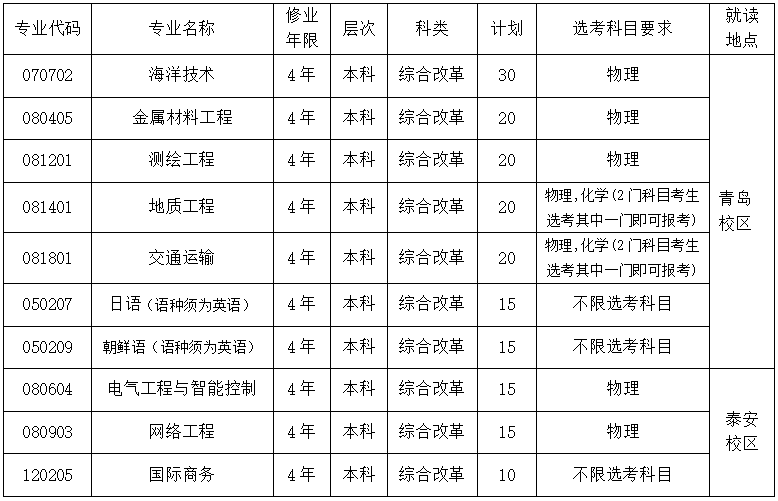 专业代码 专业名称 修业年限 层次 科类 计划 选考科目要求 就读地点
070702 海洋技术 4年 本科 综合改革 30 物理 青岛校区
080405 金属材料工程 4年 本科 综合改革 20 物理
081201 测绘工程 4年 本科 综合改革 20 物理
081401 地质工程 4年 本科 综合改革 20 物理,化学(2门科目考生选考其中一门即可报考)
081801 交通运输 4年 本科 综合改革 20 物理,化学(2门科目考生选考其中一门即可报考)
050207 日语（语种须为英语） 4年 本科 综合改革 15 不限选考科目
050209 朝鲜语（语种须为英语） 4年 本科 综合改革 15 不限选考科目
080604 电气工程与智能控制 4年 本科 综合改革 15 物理 泰安校区
080903 网络工程 4年 本科 综合改革 15 物理
120205 国际商务 4年 本科 综合改革 10 不限选考科目